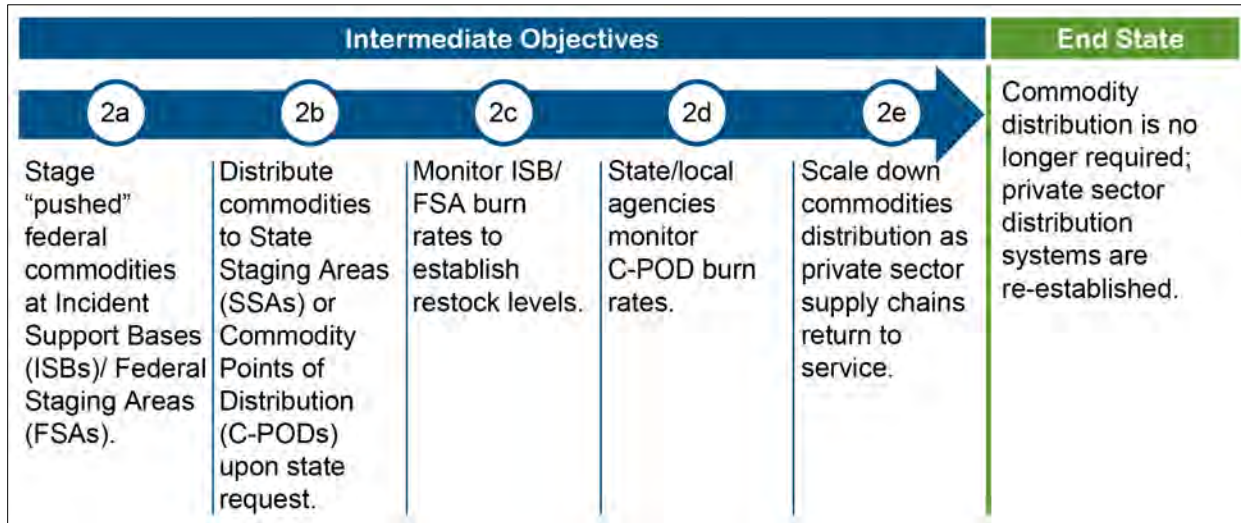 Intermediate Objectives
End State
2a
2b
2c
2d
2e
Stage
“pushed”
federal
commodities
at Incident
Support Bases
(ISBs)/ Federal
Staging Areas
(FSAs).
Distribute
commodities
to State
Staging Areas
(SSAs) or
Commodity
Points of
Distribution
(C-PODs)
upon state
request.
Monitor ISB/
FSA burn
rates to
establish
restock levels.
State/local
agencies
monitor
C-POD burn
rates.
Scale down
commodities
distribution as
private sector
supply chains
return to
service.
Commodity
distribution is no
longer required;
private sector
distribution
systems are
re-established.